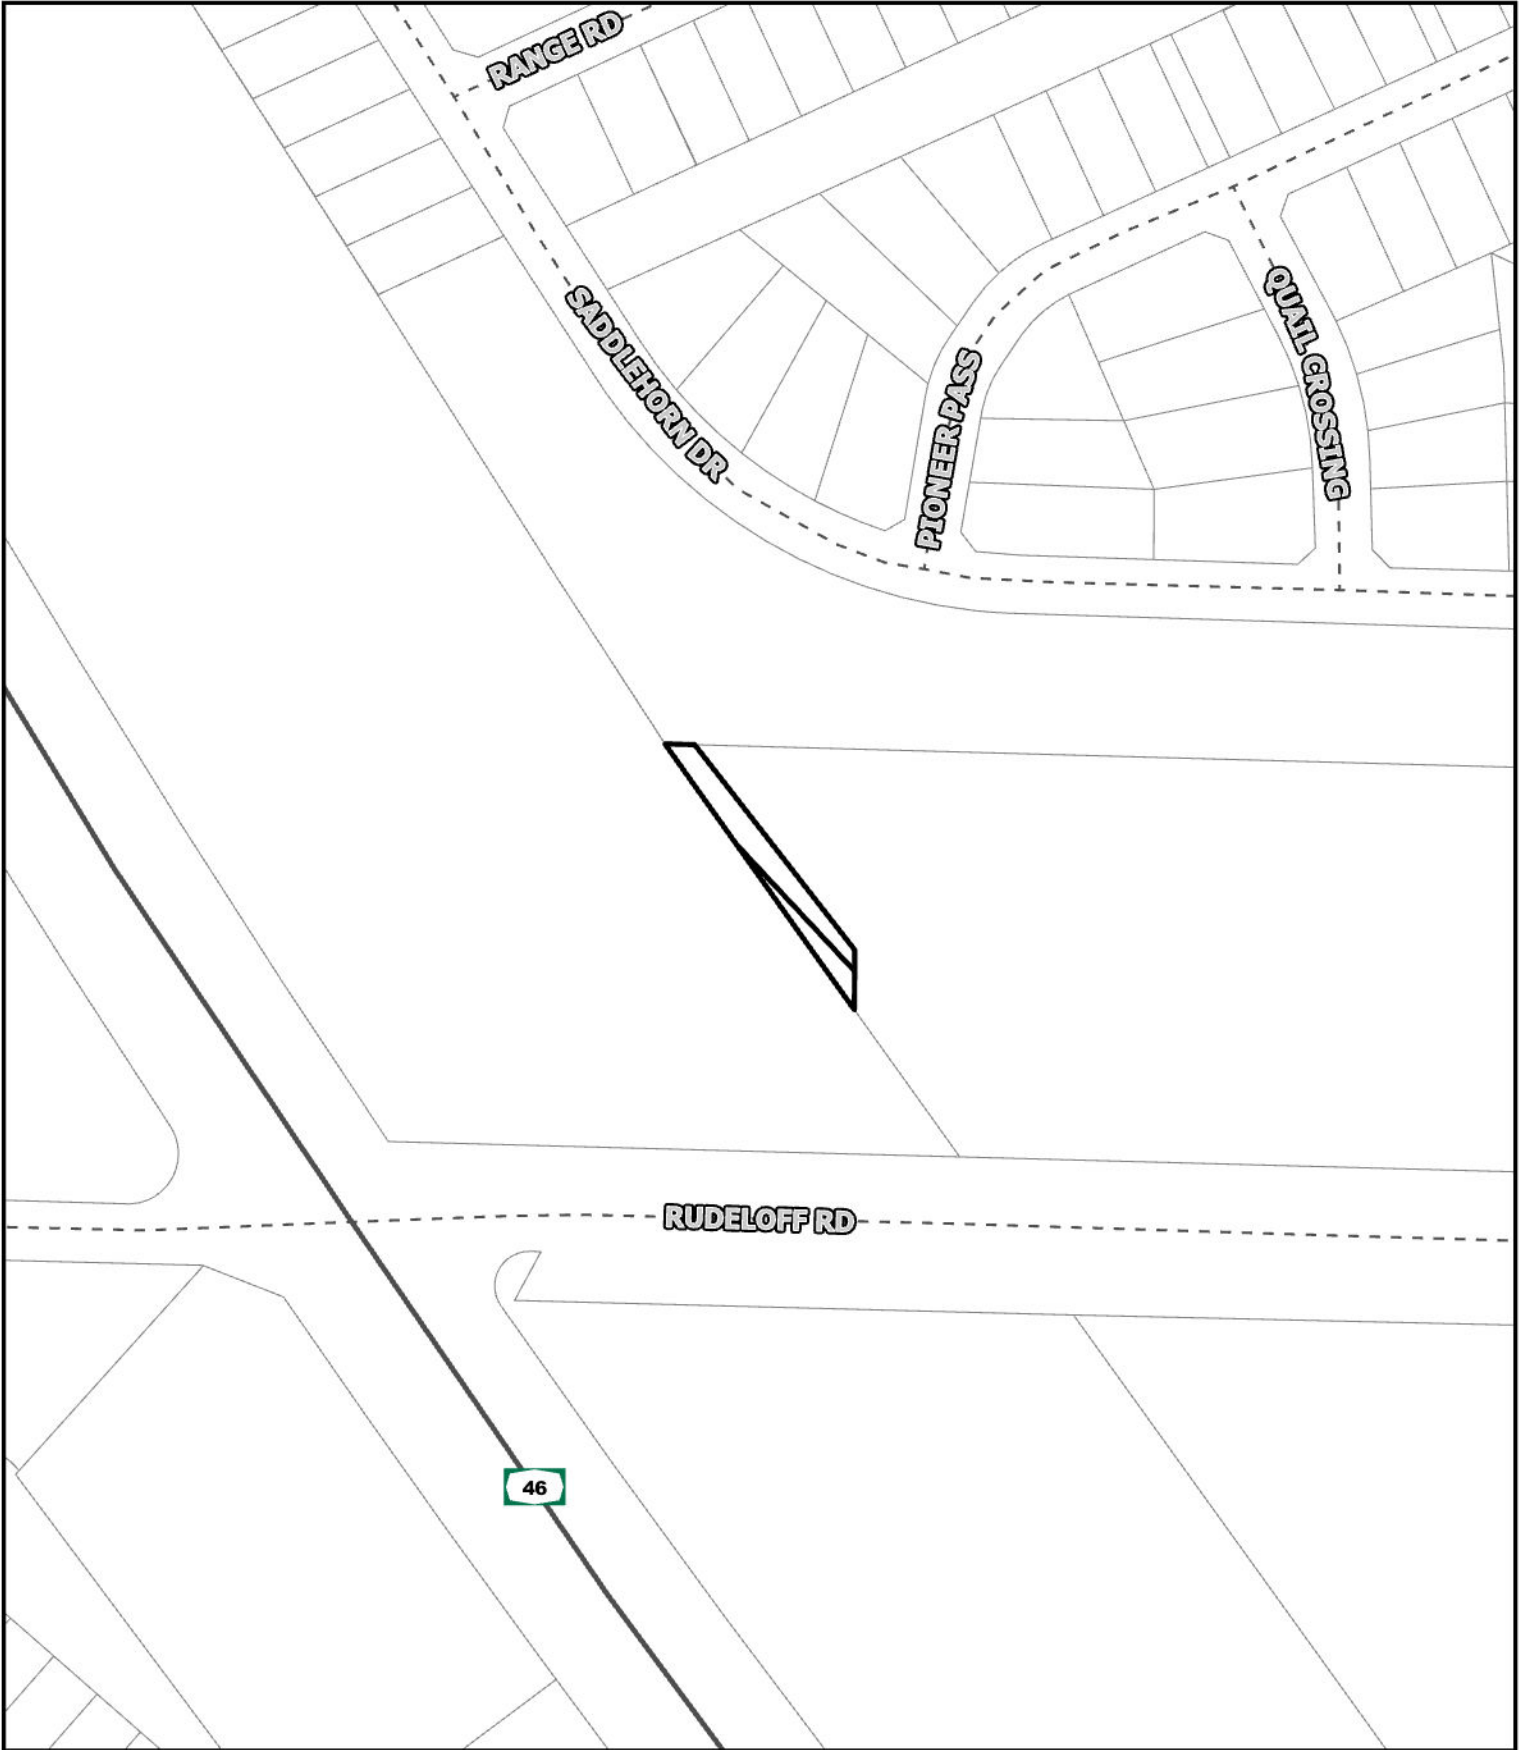 RANGE RD
SADDLEHORN DR
PIONEER PASS
QUAIL CROSSING
RUDELOFF RD
46